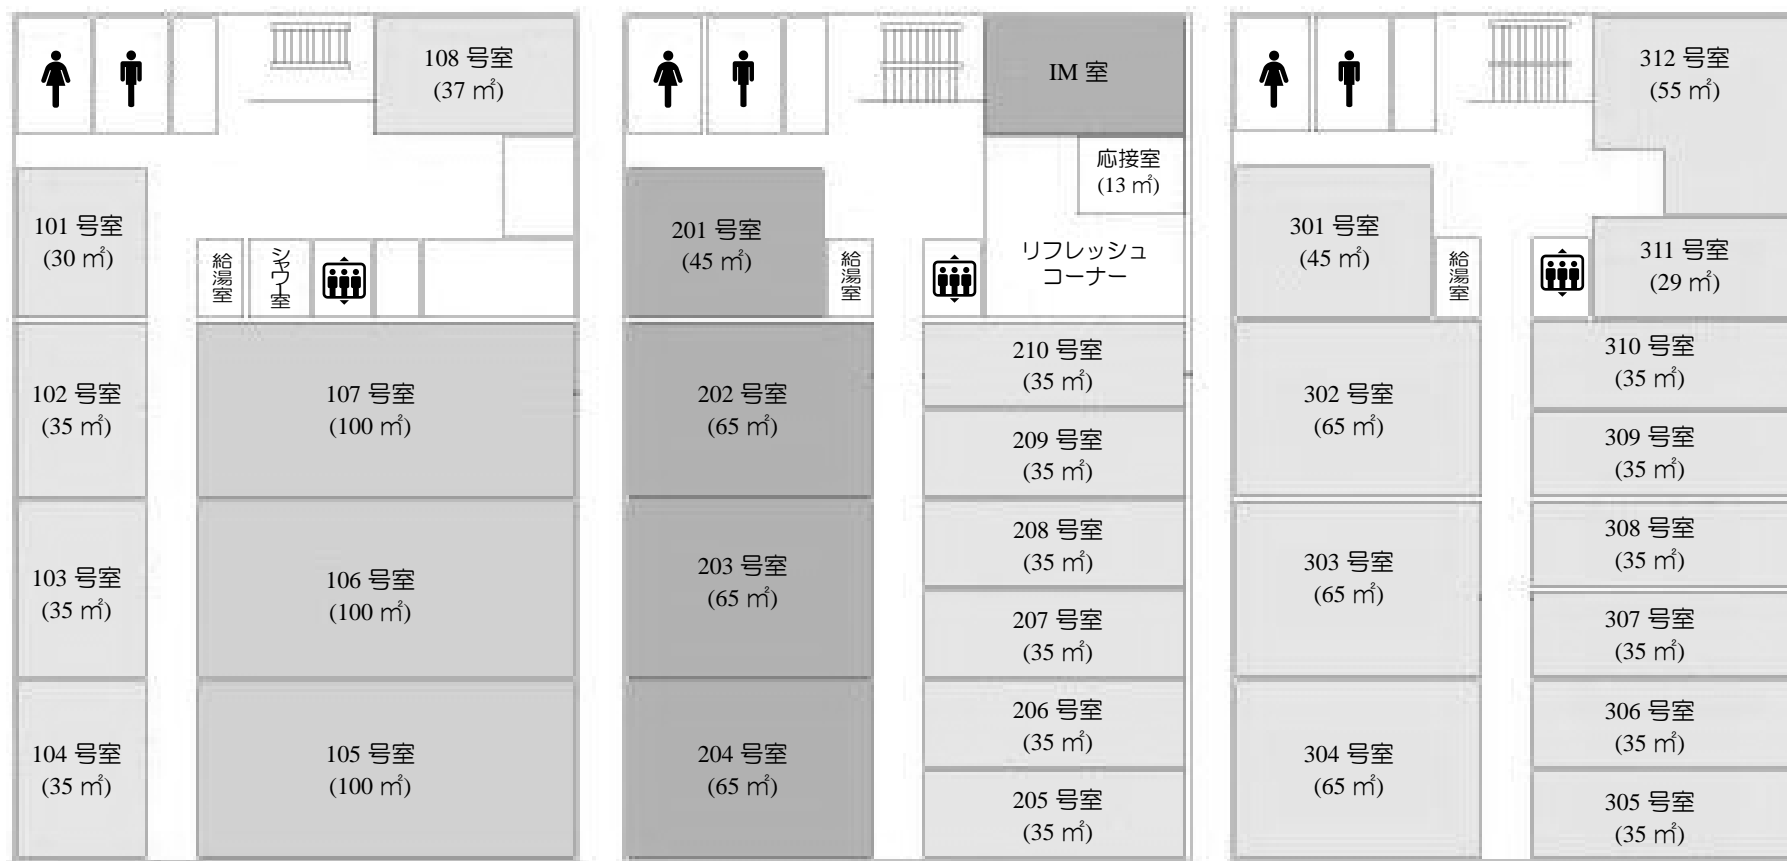 108 号室
(37 ㎡)
101 号室
(30 ㎡)
給湯室
シャワー室
102 号室
(35 ㎡)
107 号室
(100 ㎡)
103 号室
(35 ㎡)
106 号室
(100 ㎡)
104 号室
(35 ㎡)
105 号室
(100 ㎡)
IM 室
応接室
(13 ㎡)
201 号室
(45 ㎡)
給湯室
リフレッシュ
コーナー
202 号室
(65 ㎡)
210 号室
(35 ㎡)
209 号室
(35 ㎡)
203 号室
(65 ㎡)
208 号室
(35 ㎡)
207 号室
(35 ㎡)
204 号室
(65 ㎡)
206 号室
(35 ㎡)
205 号室
(35 ㎡)
312 号室
(55 ㎡)
301 号室
(45 ㎡)
給湯室
311 号室
(29 ㎡)
302 号室
(65 ㎡)
310 号室
(35 ㎡)
309 号室
(35 ㎡)
303 号室
(65 ㎡)
308 号室
(35 ㎡)
307 号室
(35 ㎡)
304 号室
(65 ㎡)
306 号室
(35 ㎡)
305 号室
(35 ㎡)